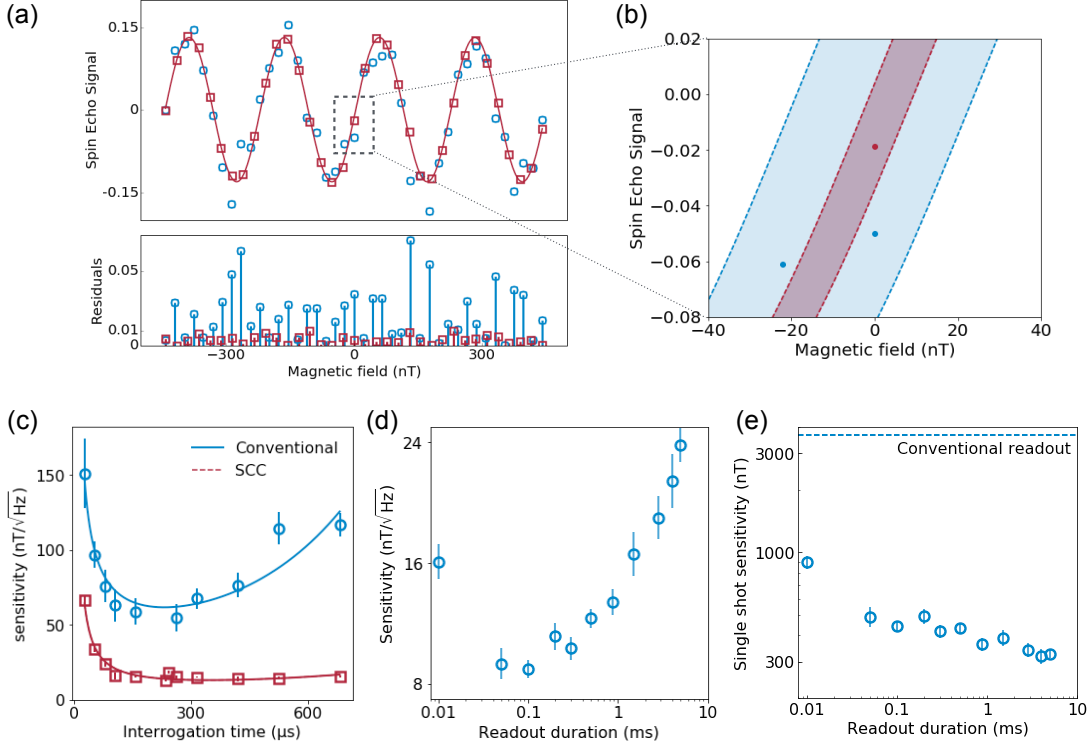 (a)
0.15
0
-0.15
Spin Echo Signal
0.05
0.01
0
Residuals
−300
0
300
Magnetic field (nT)
(b)
0.02
0.00
−0.02
−0.04
−0.06
−0.08
Spin Echo Signal
−40
−20
0
20
40
Magnetic field (nT)
(c)
Conventional
SCC
150
100
50
0
sensitivity (nT/√Hz)
0
300
600
Interrogation time (μs)
(d)
24
16
8
Sensitivity (nT/√Hz)
0.01
0.1
1
10
Readout duration (ms)
(e)
Conventional readout
3000
1000
300
Single shot sensitivity (nT)
0.01
0.1
1
10
Readout duration (ms)